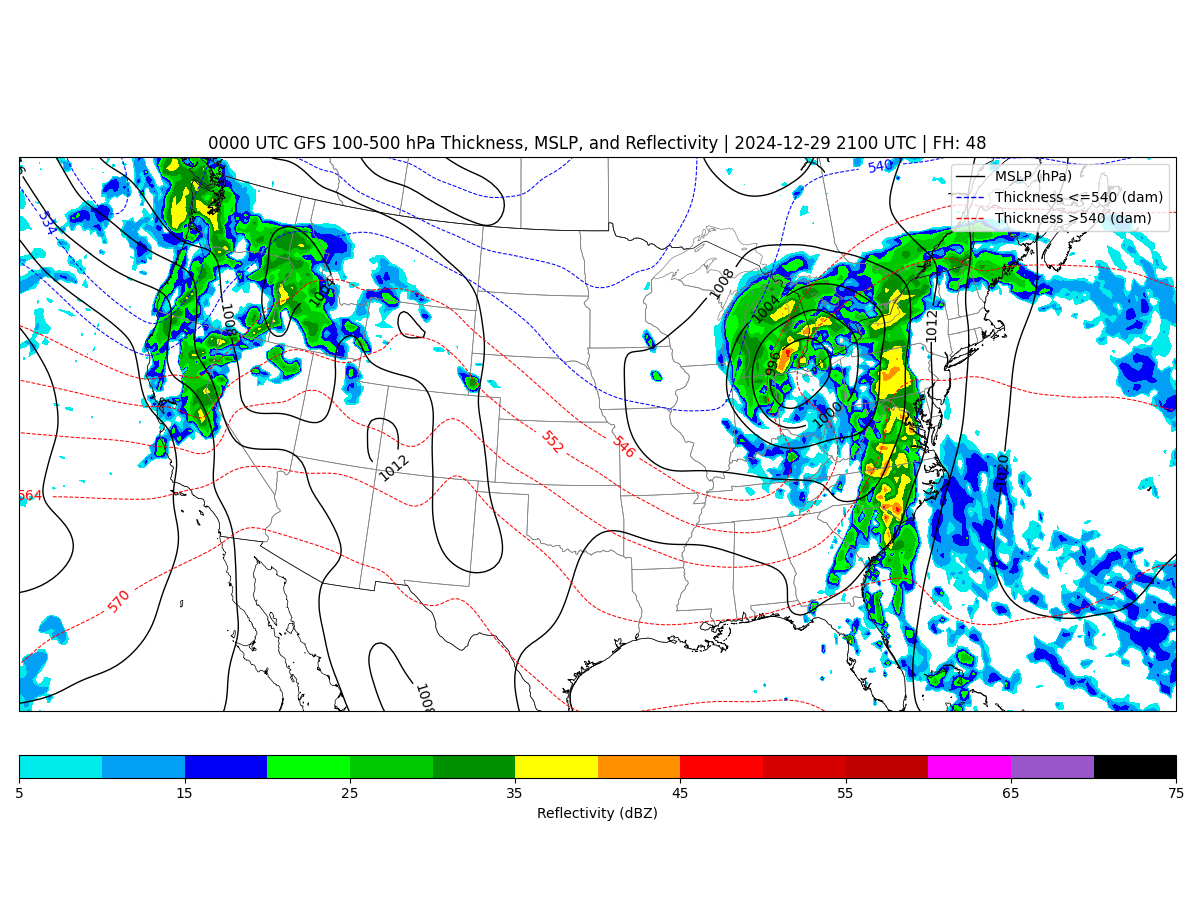 0000 UTC GFS 100-500 hPa Thickness, MSLP, and Reflectivity | 2024-12-29 2100 UTC | FH: 48
MSLP (hPa)
Thickness <=540 (dam)
Thickness >540 (dam)
540
534
1008
1004
1004
1008
1012
996
1000
552
546
1012
1020
564
570
1008
5 15 25 35 45 55 65 75
Reflectivity (dBZ)